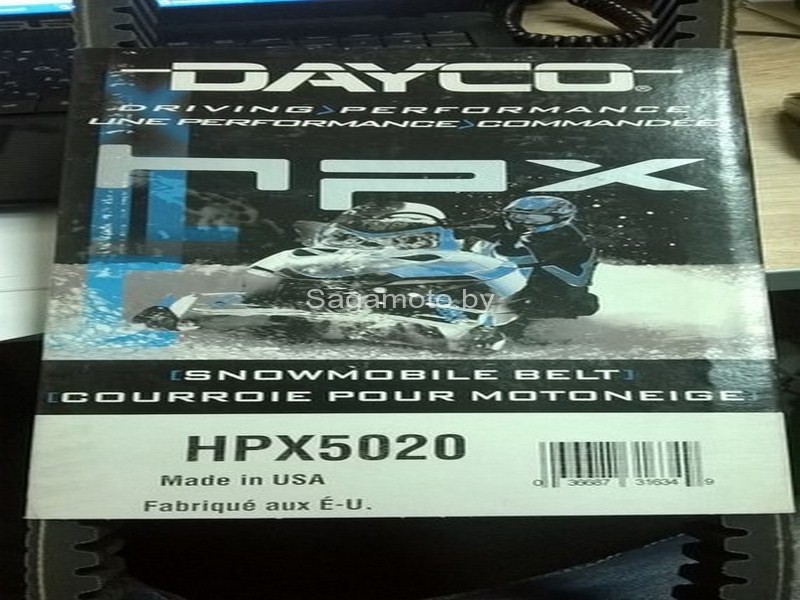 DAYCO®
DRIVING>PERFORMANCE
UNE PERFORMANCE>COMMANDÉE
HPX
Sagamoto.by
[SNOWMOBILE BELT]
[COURROIE POUR MOTONEIGE]
HPX5020
Made in USA
Fabriqué aux É-U.
0 36687 31634 9